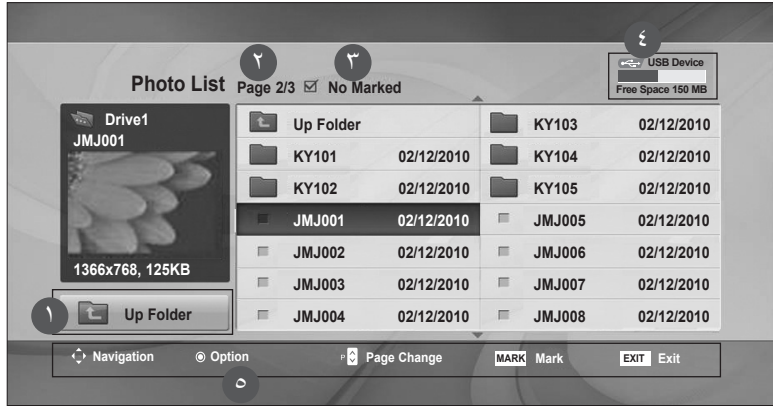 ٤
٢ ٣
USB Device
Photo List Page 2/3 No Marked
Free Space 150 MB
Drive1
JMJ001
1366x768, 125KB
١ Up Folder
Up Folder
KY101 02/12/2010
KY102 02/12/2010
JMJ001 02/12/2010
JMJ002 02/12/2010
JMJ003 02/12/2010
JMJ004 02/12/2010
KY103 02/12/2010
KY104 02/12/2010
KY105 02/12/2010
JMJ005 02/12/2010
JMJ006 02/12/2010
JMJ007 02/12/2010
JMJ008 02/12/2010
Navigation Option P Page Change MARK Mark EXIT Exit
٥